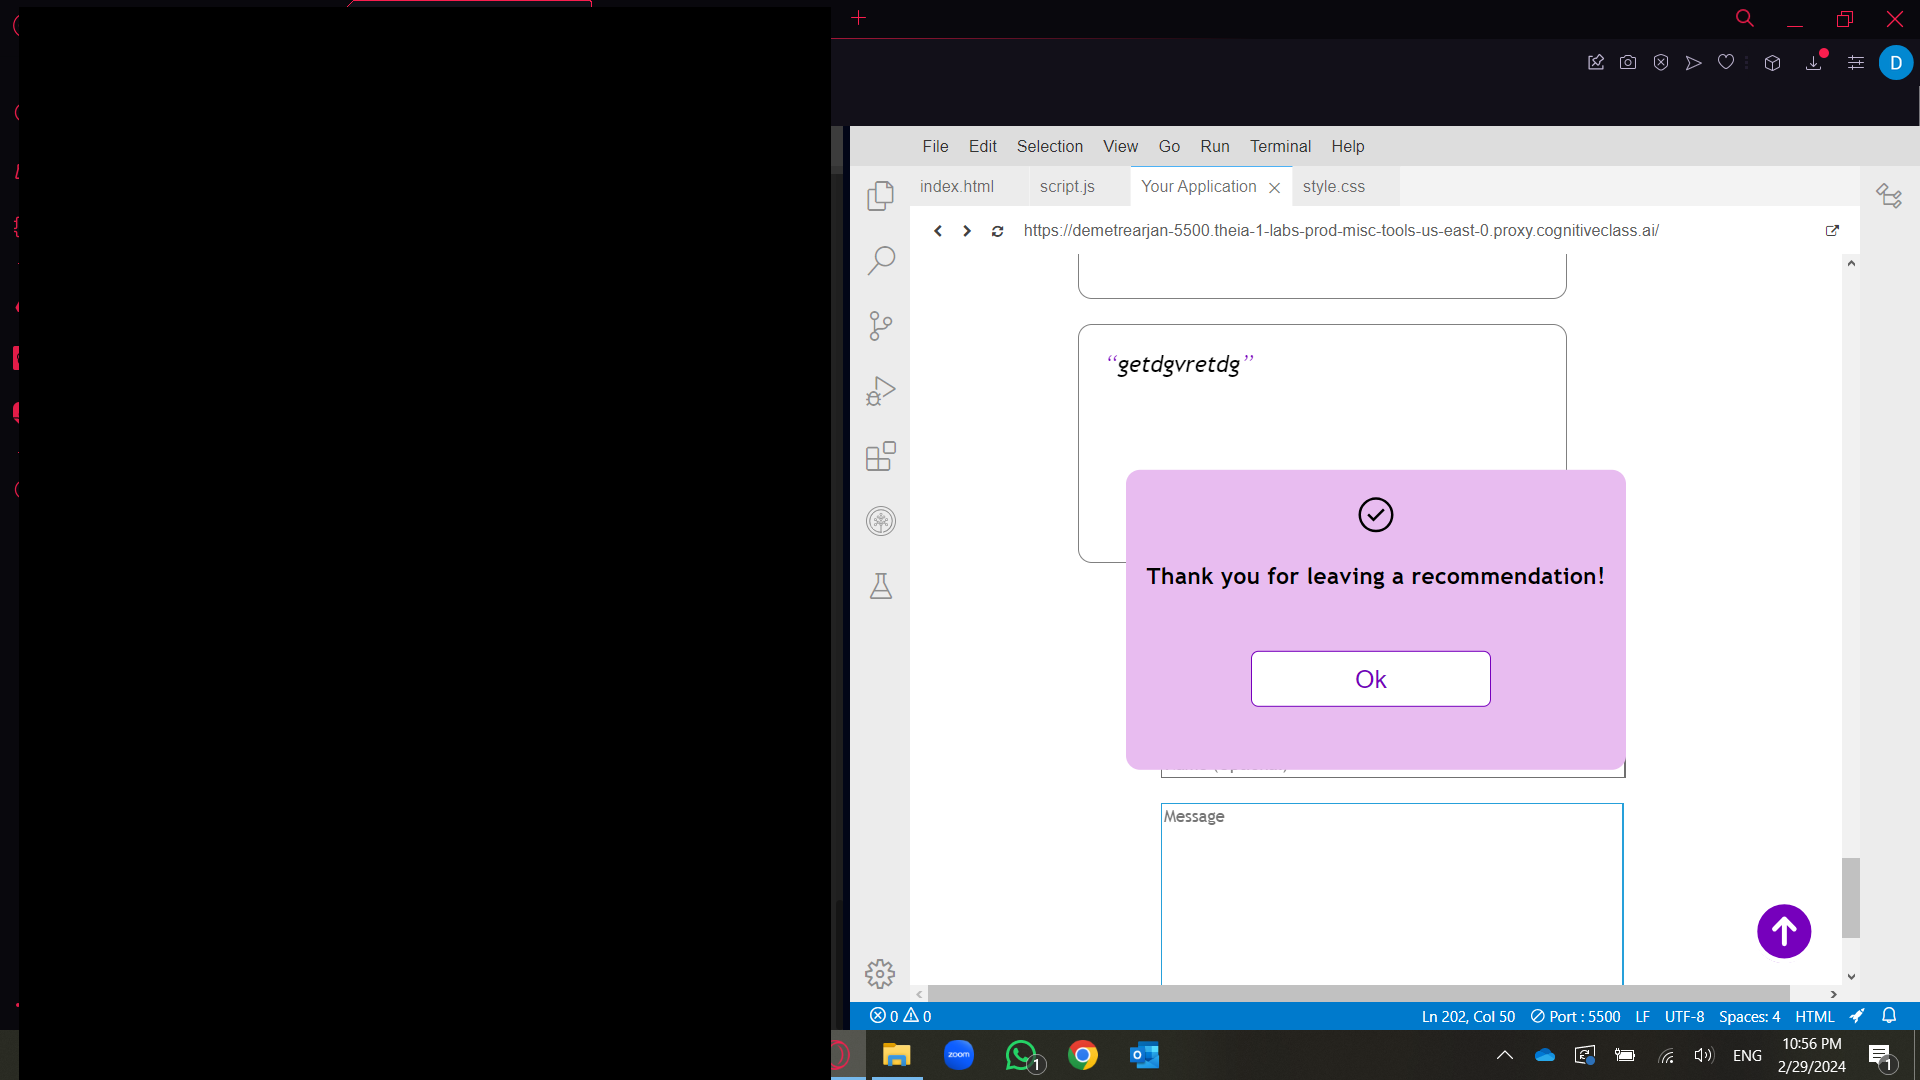 D
File Edit Selection View Go Run Terminal Help
index.html script.js Your Application style.css
https://demetrearjan-5500.theia-1-labs-prod-misc-tools-us-east-0.proxy.cognitiveclass.ai/
“getdgvretdg”
Thank you for leaving a recommendation!
Ok
Message
0 0 Ln 202, Col 50 Port : 5500 LF UTF-8 Spaces: 4 HTML
zoom 1 ENG 10:56 PM
2/29/2024 1